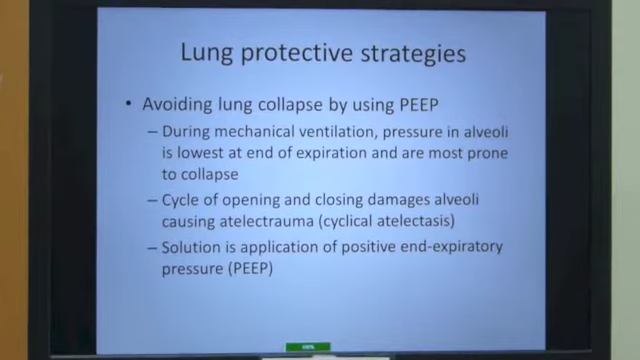 Lung protective strategies
• Avoiding lung collapse by using PEEP
– During mechanical ventilation, pressure in alveoli
is lowest at end of expiration and are most prone
to collapse
– Cycle of opening and closing damages alveoli
causing atelectrauma (cyclical atelectasis)
– Solution is application of positive end-expiratory
pressure (PEEP)